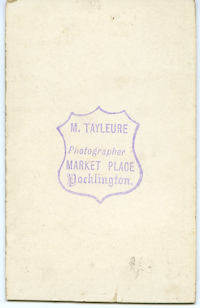 M. TAYLEURE
Photographer
MARKET PLACE
Pocklington.